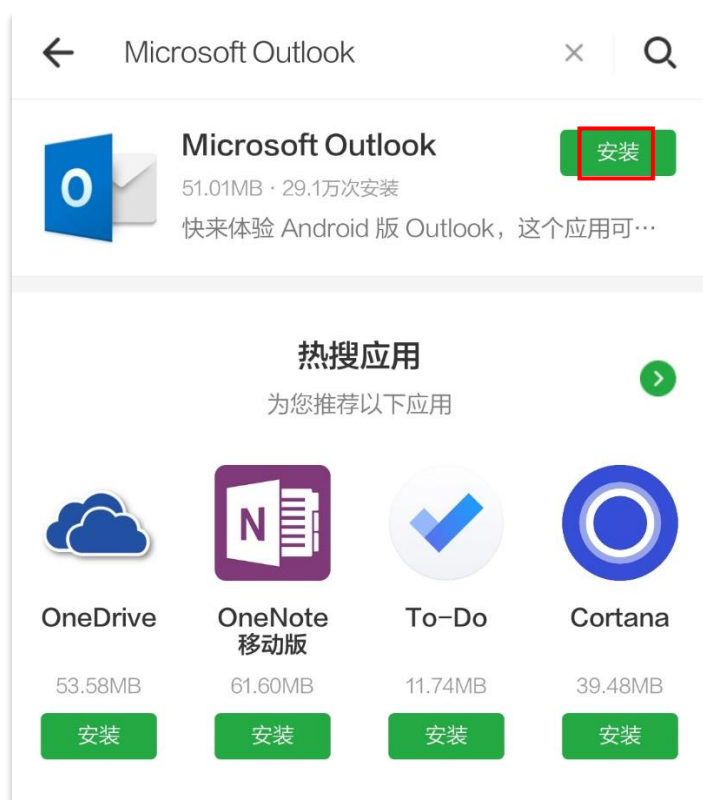 Microsoft Outlook
Microsoft Outlook
安装
51.01MB · 29.1万次安装
快来体验 Android 版 Outlook，这个应用可…
热搜应用
为您推荐以下应用
O
N
OneDrive
OneNote
移动版
To-Do
Cortana
53.58MB
61.60MB
11.74MB
39.48MB
安装
安装
安装
安装